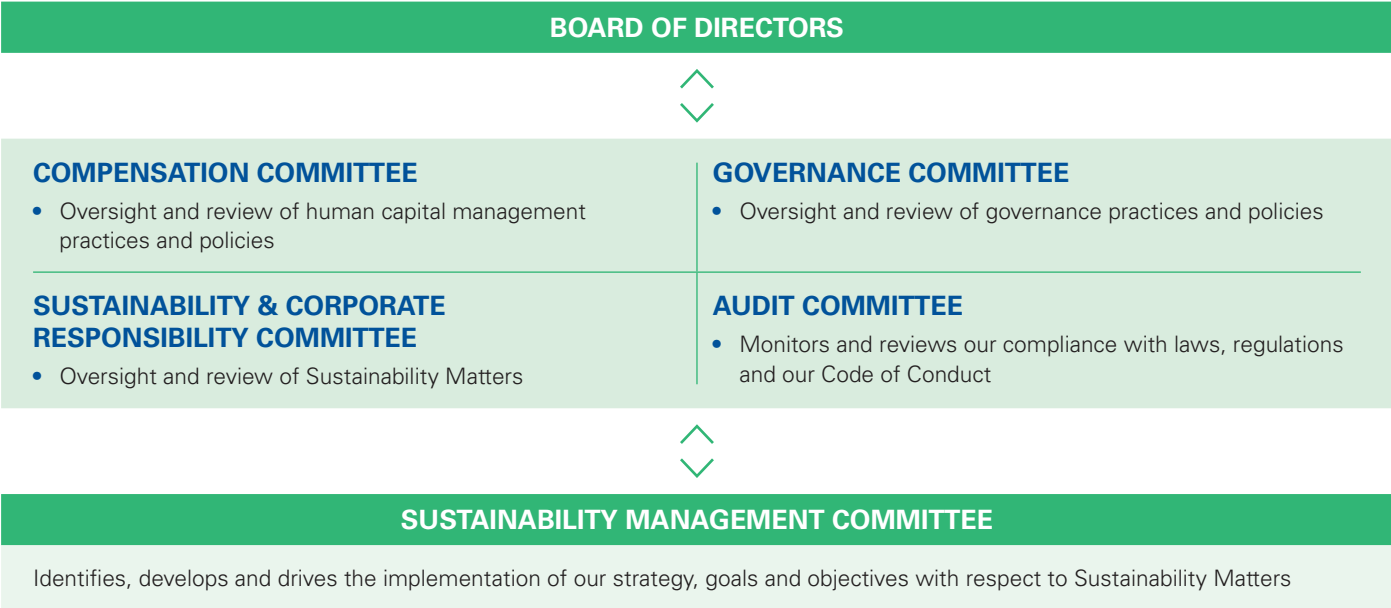 BOARD OF DIRECTORS
COMPENSATION COMMITTEE
• Oversight and review of human capital management
practices and policies
GOVERNANCE COMMITTEE
• Oversight and review of governance practices and policies
SUSTAINABILITY & CORPORATE
RESPONSIBILITY COMMITTEE
• Oversight and review of Sustainability Matters
AUDIT COMMITTEE
• Monitors and reviews our compliance with laws, regulations
and our Code of Conduct
SUSTAINABILITY MANAGEMENT COMMITTEE
Identifies, develops and drives the implementation of our strategy, goals and objectives with respect to Sustainability Matters